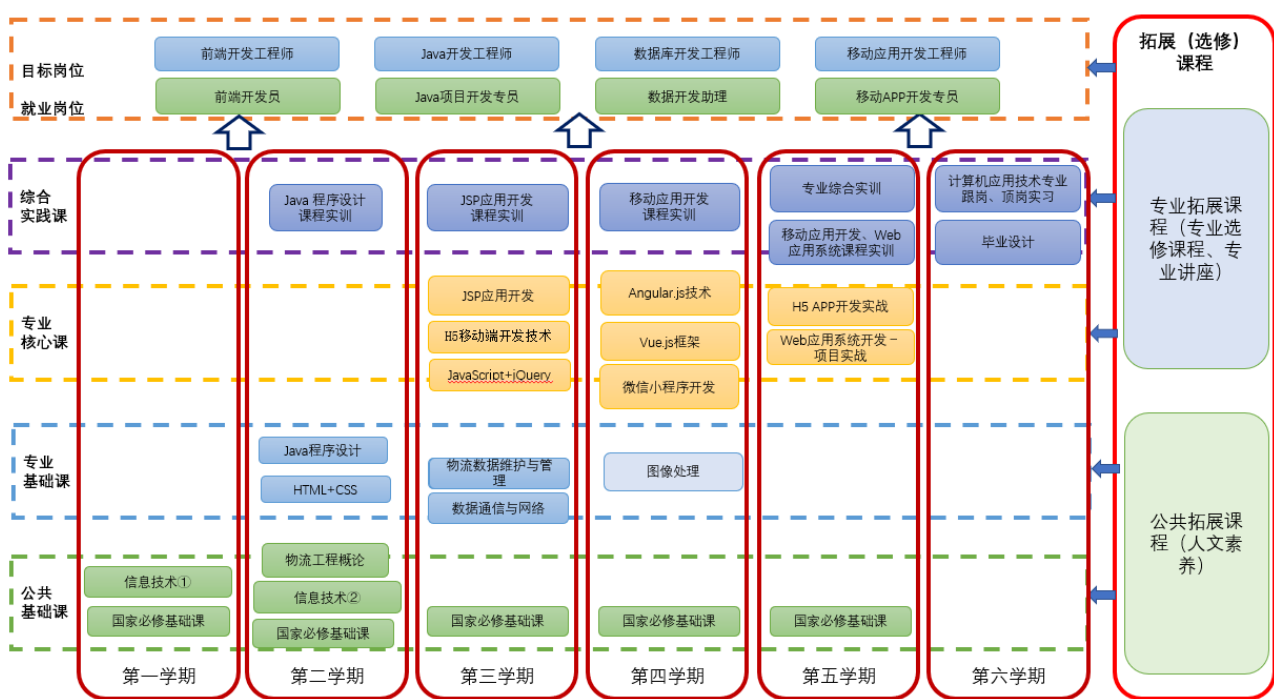 目标岗位
就业岗位
前端开发工程师
Java开发工程师
数据库开发工程师
移动应用开发工程师
前端开发员
Java项目开发专员
数据开发助理
移动APP开发专员
拓展（选修）
课程
综合
实践课
Java 程序设计
课程实训
JSP应用开发
课程实训
移动应用开发
课程实训
专业综合实训
移动应用开发、Web
应用系统课程实训
计算机应用技术专业
跟岗、顶岗实习
毕业设计
专业
核心课
JSP应用开发
H5移动端开发技术
JavaScript+jQuery
Angular.js技术
Vue.js框架
微信小程序开发
H5 APP开发实战
Web应用系统开发－
项目实战
专业
基础课
Java程序设计
HTML+CSS
物流数据维护与管
理
数据通信与网络
图像处理
公共
基础课
信息技术①
国家必修基础课
物流工程概论
信息技术②
国家必修基础课
国家必修基础课
国家必修基础课
国家必修基础课
第一学期
第二学期
第三学期
第四学期
第五学期
第六学期
专业拓展课
程（专业选
修课程、专
业讲座）
公共拓展课
程（人文素
养）